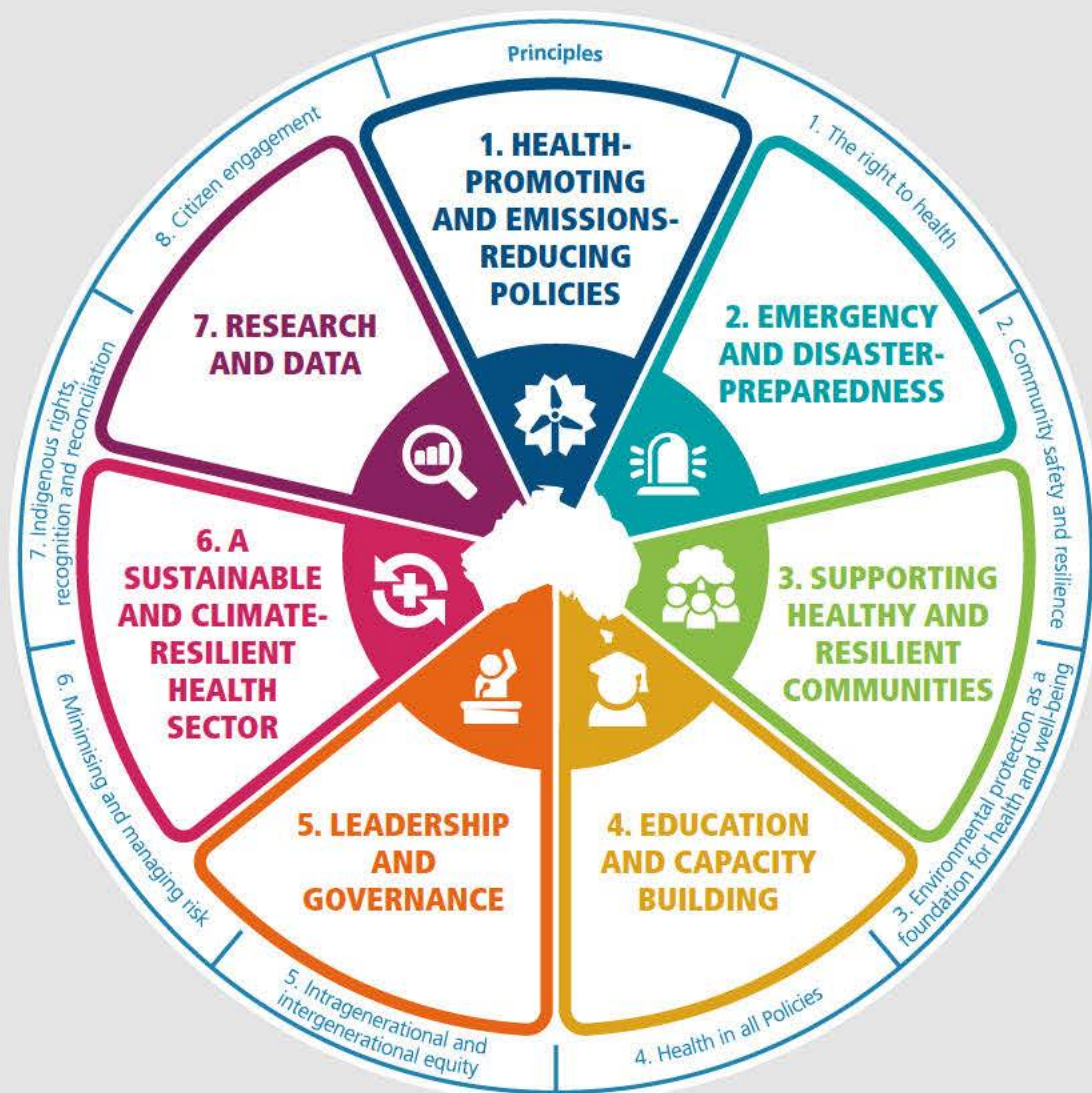 Principles
1. The right to health
2. Community safety and resilience
3. Environmental protection as a
foundation for health and well-being
4. Health in all Policies
5. Intragenerational and
intergenerational equity
6. Minimising and managing risk
7. Indigenous rights,
recognition and reconciliation
8. Citizen engagement
1. HEALTH-
PROMOTING
AND EMISSIONS-
REDUCING
POLICIES
2. EMERGENCY
AND DISASTER-
PREPAREDNESS
3. SUPPORTING
HEALTHY AND
RESILIENT
COMMUNITIES
4. EDUCATION
AND CAPACITY
BUILDING
5. LEADERSHIP
AND
GOVERNANCE
6. A
SUSTAINABLE
AND CLIMATE-
RESILIENT
HEALTH
SECTOR
7. RESEARCH
AND DATA